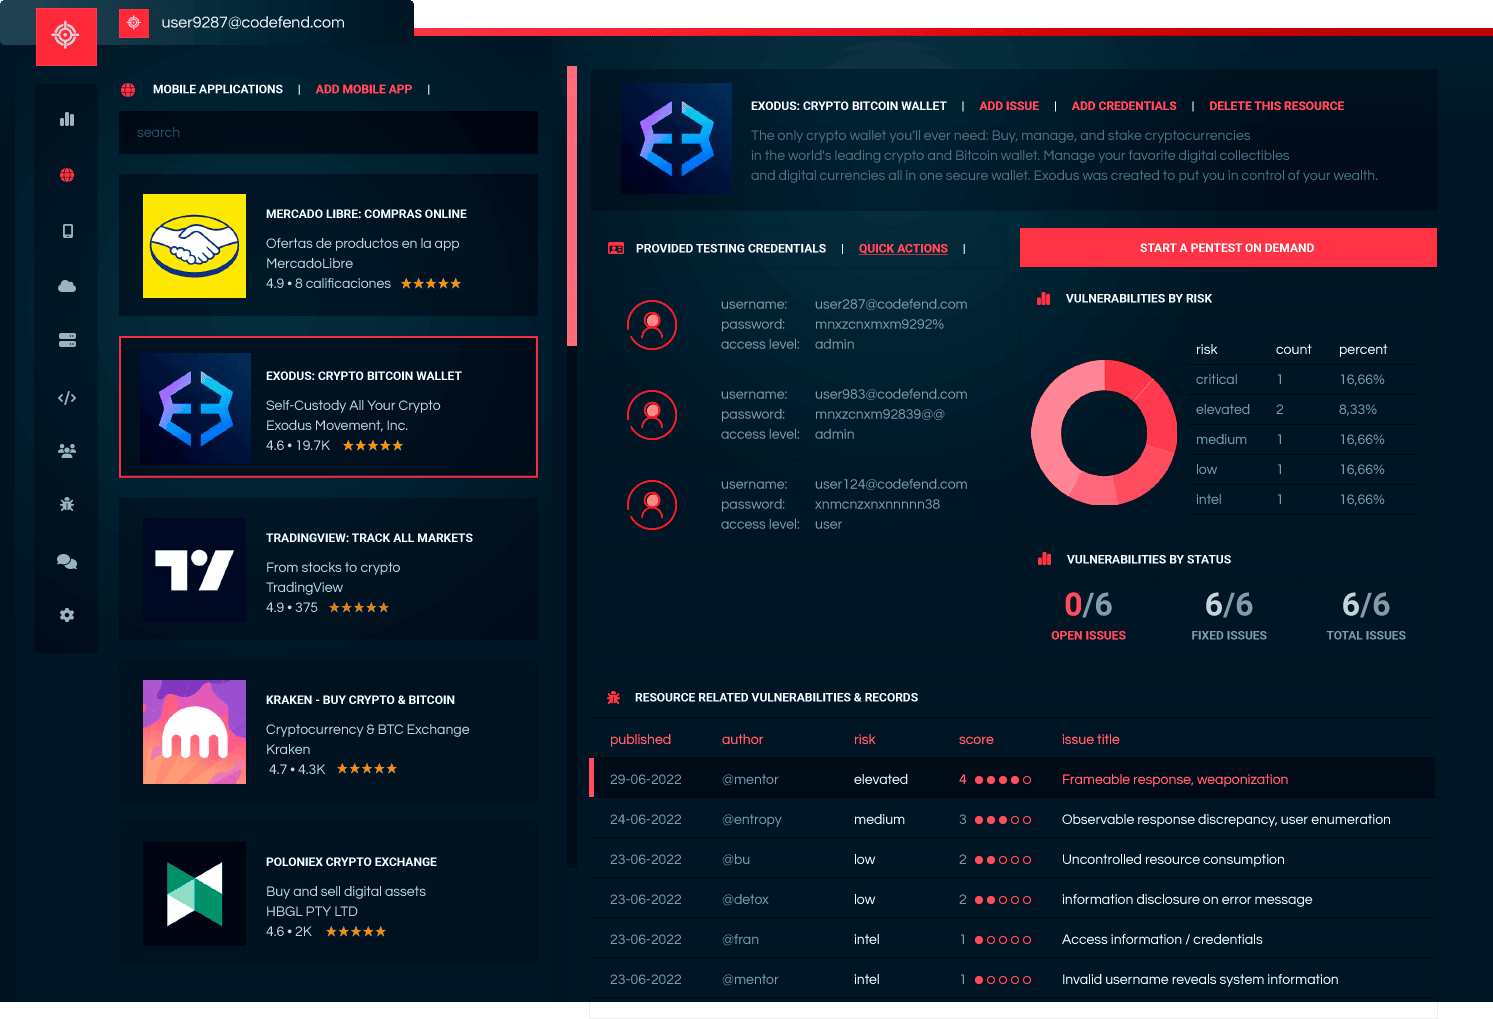 user9287@codefend.com
MOBILE APPLICATIONS | ADD MOBILE APP |
search
MERCADO LIBRE: COMPRAS ONLINE
Ofertas de productos en la app
MercadoLibre
4.9 • 8 calificaciones ★★★★★
EXODUS: CRYPTO BITCOIN WALLET
Self-Custody All Your Crypto
Exodus Movement, Inc.
4.6 • 19.7K ★★★★★
TRADINGVIEW: TRACK ALL MARKETS
From stocks to crypto
TradingView
4.9 • 375 ★★★★★
KRAKEN - BUY CRYPTO & BITCOIN
Cryptocurrency & BTC Exchange
Kraken
4.7 • 4.3K ★★★★★
POLONIEX CRYPTO EXCHANGE
Buy and sell digital assets
HBGL PTY LTD
4.6 • 2K ★★★★★
EXODUS: CRYPTO BITCOIN WALLET | ADD ISSUE | ADD CREDENTIALS | DELETE THIS RESOURCE
The only crypto wallet you'll ever need: Buy, manage, and stake cryptocurrencies
in the world's leading crypto and Bitcoin wallet. Manage your favorite digital collectibles
and digital currencies all in one secure wallet. Exodus was created to put you in control of your wealth.
PROVIDED TESTING CREDENTIALS | QUICK ACTIONS |
username: user287@codefend.com
password: mnxzcnxmxm9292%
access level: admin
username: user983@codefend.com
password: mnxzcnxm92839@@
access level: admin
username: user124@codefend.com
password: xnmcnzxnxnnnnn38
access level: user
START A PENTEST ON DEMAND
VULNERABILITIES BY RISK
risk count percent
critical 1 16,66%
elevated 2 8,33%
medium 1 16,66%
low 1 16,66%
intel 1 16,66%
VULNERABILITIES BY STATUS
0/6 6/6 6/6
OPEN ISSUES FIXED ISSUES TOTAL ISSUES
RESOURCE RELATED VULNERABILITIES & RECORDS
published author risk score issue title
29-06-2022 @mentor elevated 4 Frameable response, weaponization
24-06-2022 @entropy medium 3 Observable response discrepancy, user enumeration
23-06-2022 @bu low 2 Uncontrolled resource consumption
23-06-2022 @detox low 2 information disclosure on error message
23-06-2022 @fran intel 1 Access information / credentials
23-06-2022 @mentor intel 1 Invalid username reveals system information